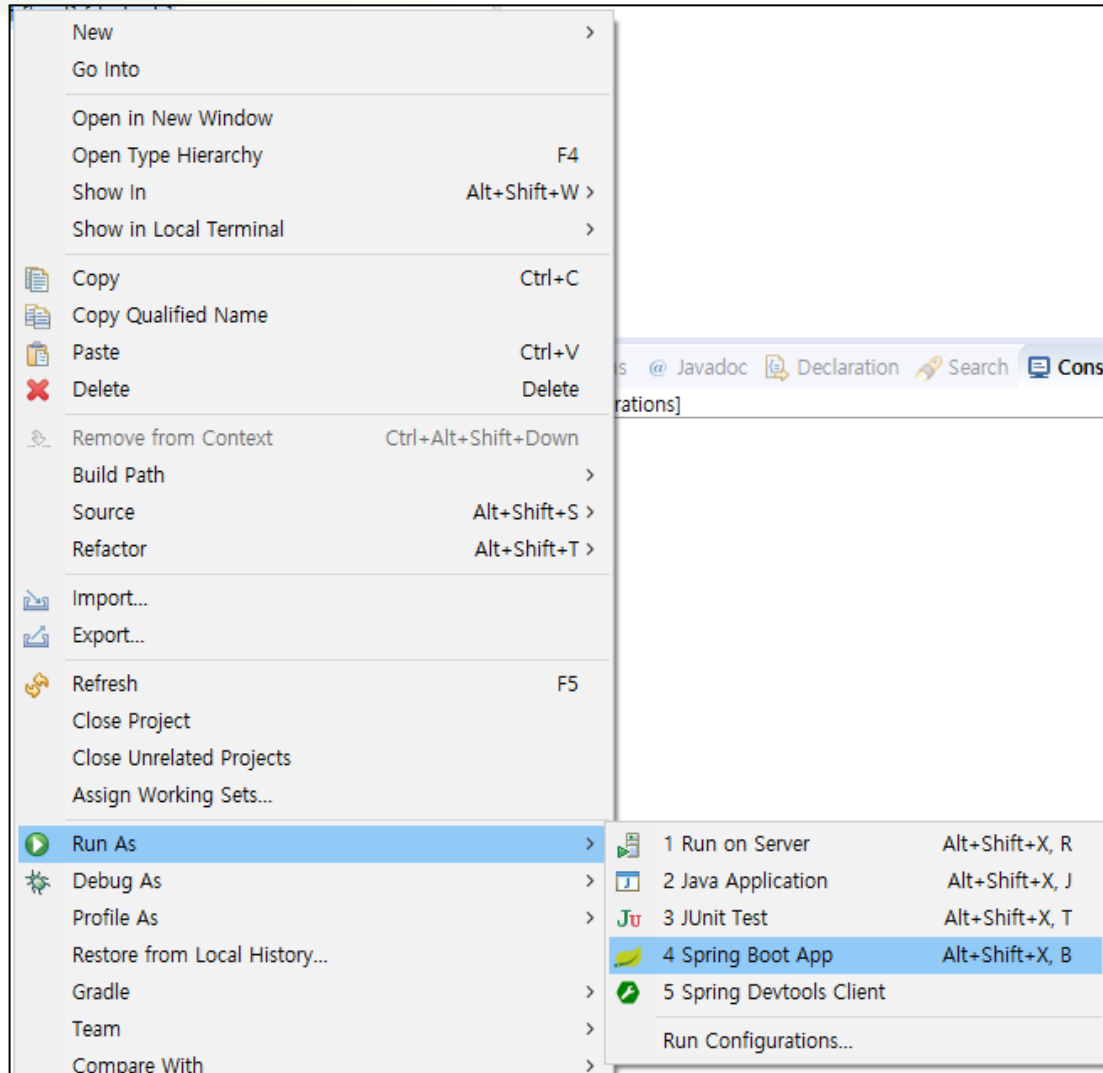 New
Go Into
Open in New Window
Open Type Hierarchy F4
Show In Alt+Shift+W >
Show in Local Terminal
Copy Ctrl+C
Copy Qualified Name
Paste Ctrl+V
Delete Delete
Remove from Context Ctrl+Alt+Shift+Down
Build Path
Source Alt+Shift+S >
Refactor Alt+Shift+T >
Import...
Export...
Refresh F5
Close Project
Close Unrelated Projects
Assign Working Sets...
Run As
Debug As
Profile As
Restore from Local History...
Gradle
Team
Compare With
@ Javadoc Declaration Search Cons
rations]
1 Run on Server Alt+Shift+X, R
2 Java Application Alt+Shift+X, J
3 JUnit Test Alt+Shift+X, T
4 Spring Boot App Alt+Shift+X, B
5 Spring Devtools Client
Run Configurations...